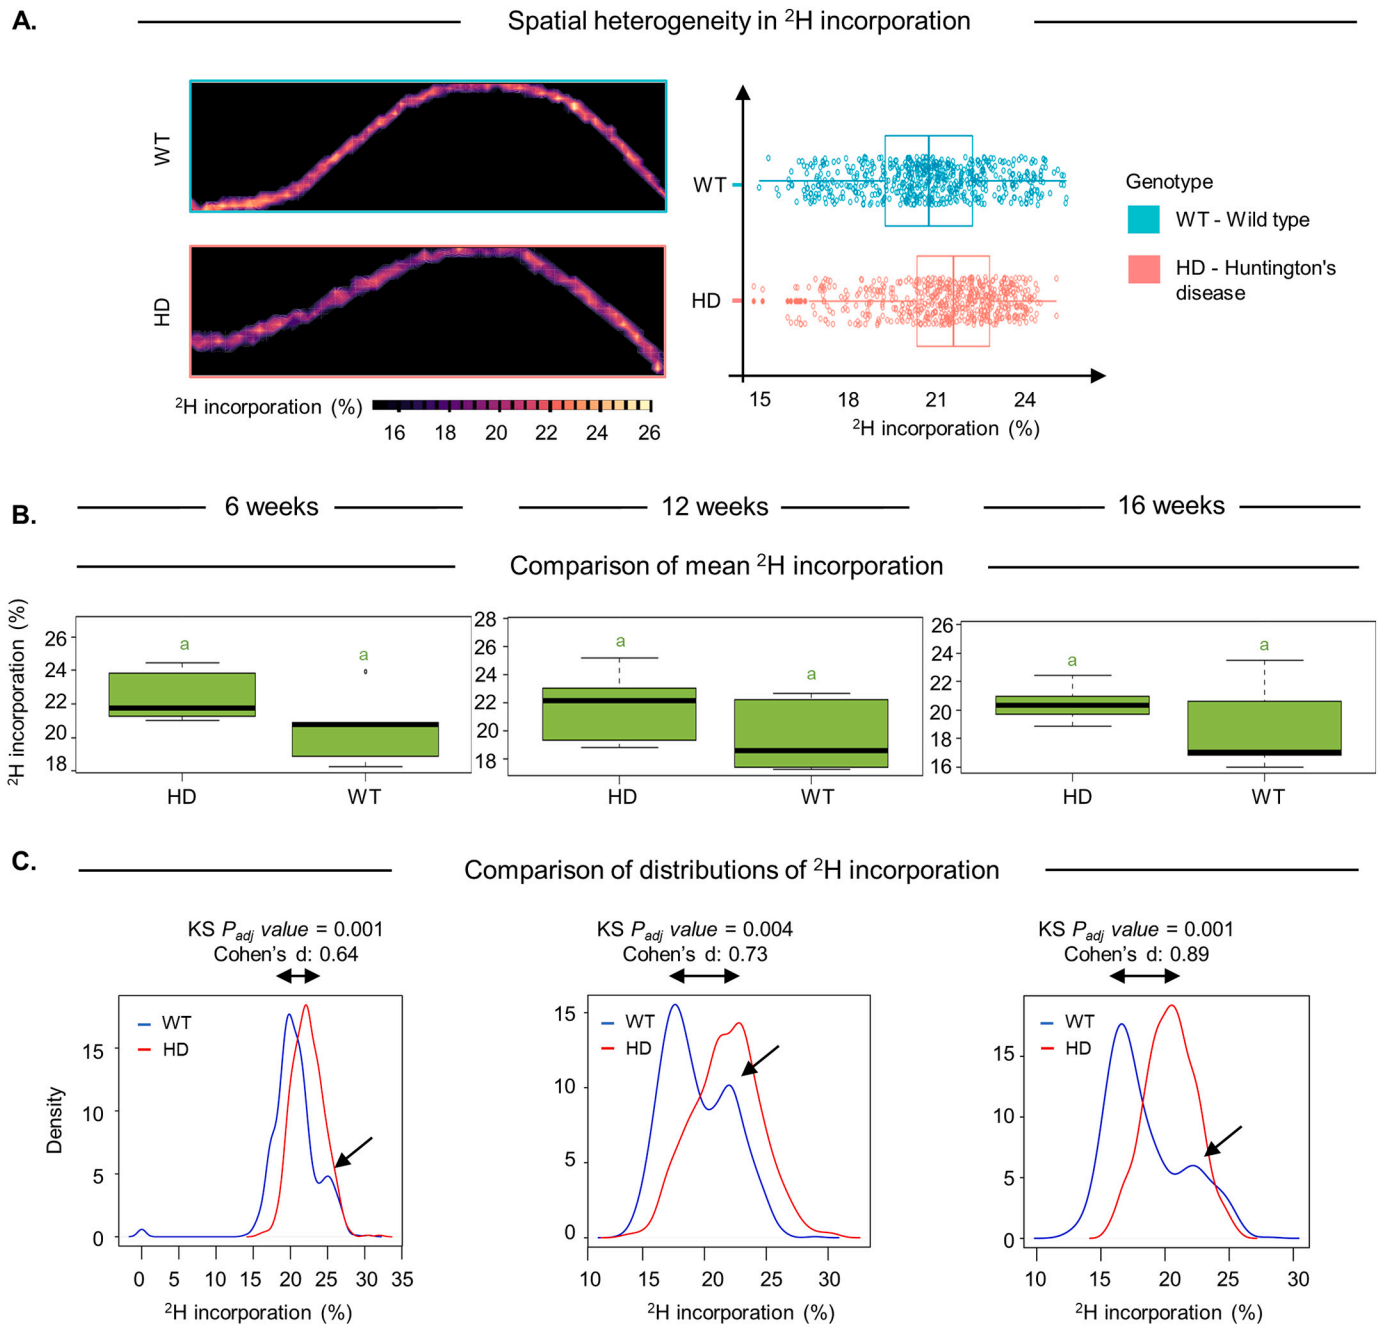 A.
Spatial heterogeneity in ²H incorporation
WT
HD
²H incorporation (%)
16 18 20 22 24 26
WT
HD
15 18 21 24
²H incorporation (%)
Genotype
WT - Wild type
HD - Huntington's
disease
B.
6 weeks
12 weeks
16 weeks
Comparison of mean ²H incorporation
²H incorporation (%)
26
24
22
20
18
a
a
HD WT
28
26
24
22
20
18
a
a
HD WT
26
24
22
20
18
16
a
a
HD WT
C.
Comparison of distributions of ²H incorporation
KS Padj value = 0.001
Cohen's d: 0.64
WT
HD
Density
15
10
5
0
0 5 10 15 20 25 30 35
²H incorporation (%)
KS Padj value = 0.004
Cohen's d: 0.73
WT
HD
15
10
5
0
10 15 20 25 30
²H incorporation (%)
KS Padj value = 0.001
Cohen's d: 0.89
WT
HD
15
10
5
0
10 15 20 25 30
²H incorporation (%)